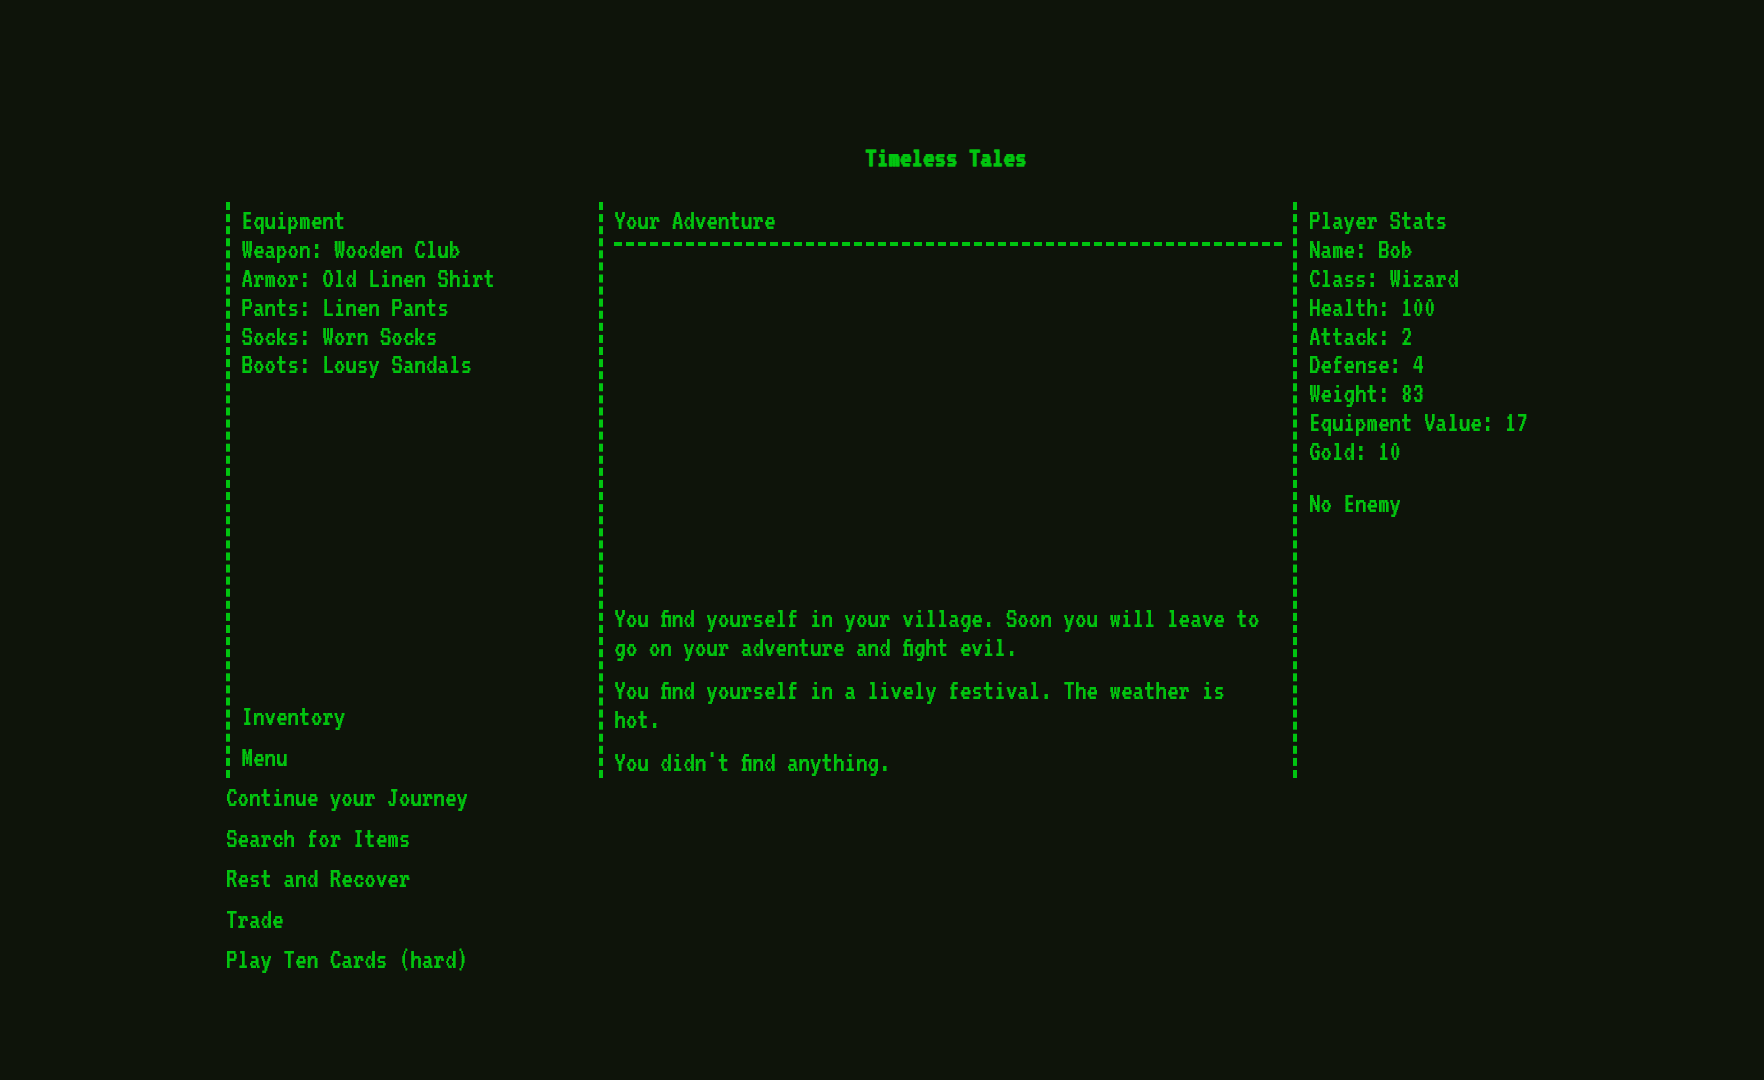 Timeless Tales
Equipment
Weapon: Wooden Club
Armor: Old Linen Shirt
Pants: Linen Pants
Socks: Worn Socks
Boots: Lousy Sandals
Inventory
Menu
Your Adventure
You find yourself in your village. Soon you will leave to
go on your adventure and fight evil.
You find yourself in a lively festival. The weather is
hot.
You didn't find anything.
Player Stats
Name: Bob
Class: Wizard
Health: 100
Attack: 2
Defense: 4
Weight: 83
Equipment Value: 17
Gold: 10
No Enemy
Continue your Journey
Search for Items
Rest and Recover
Trade
Play Ten Cards (hard)